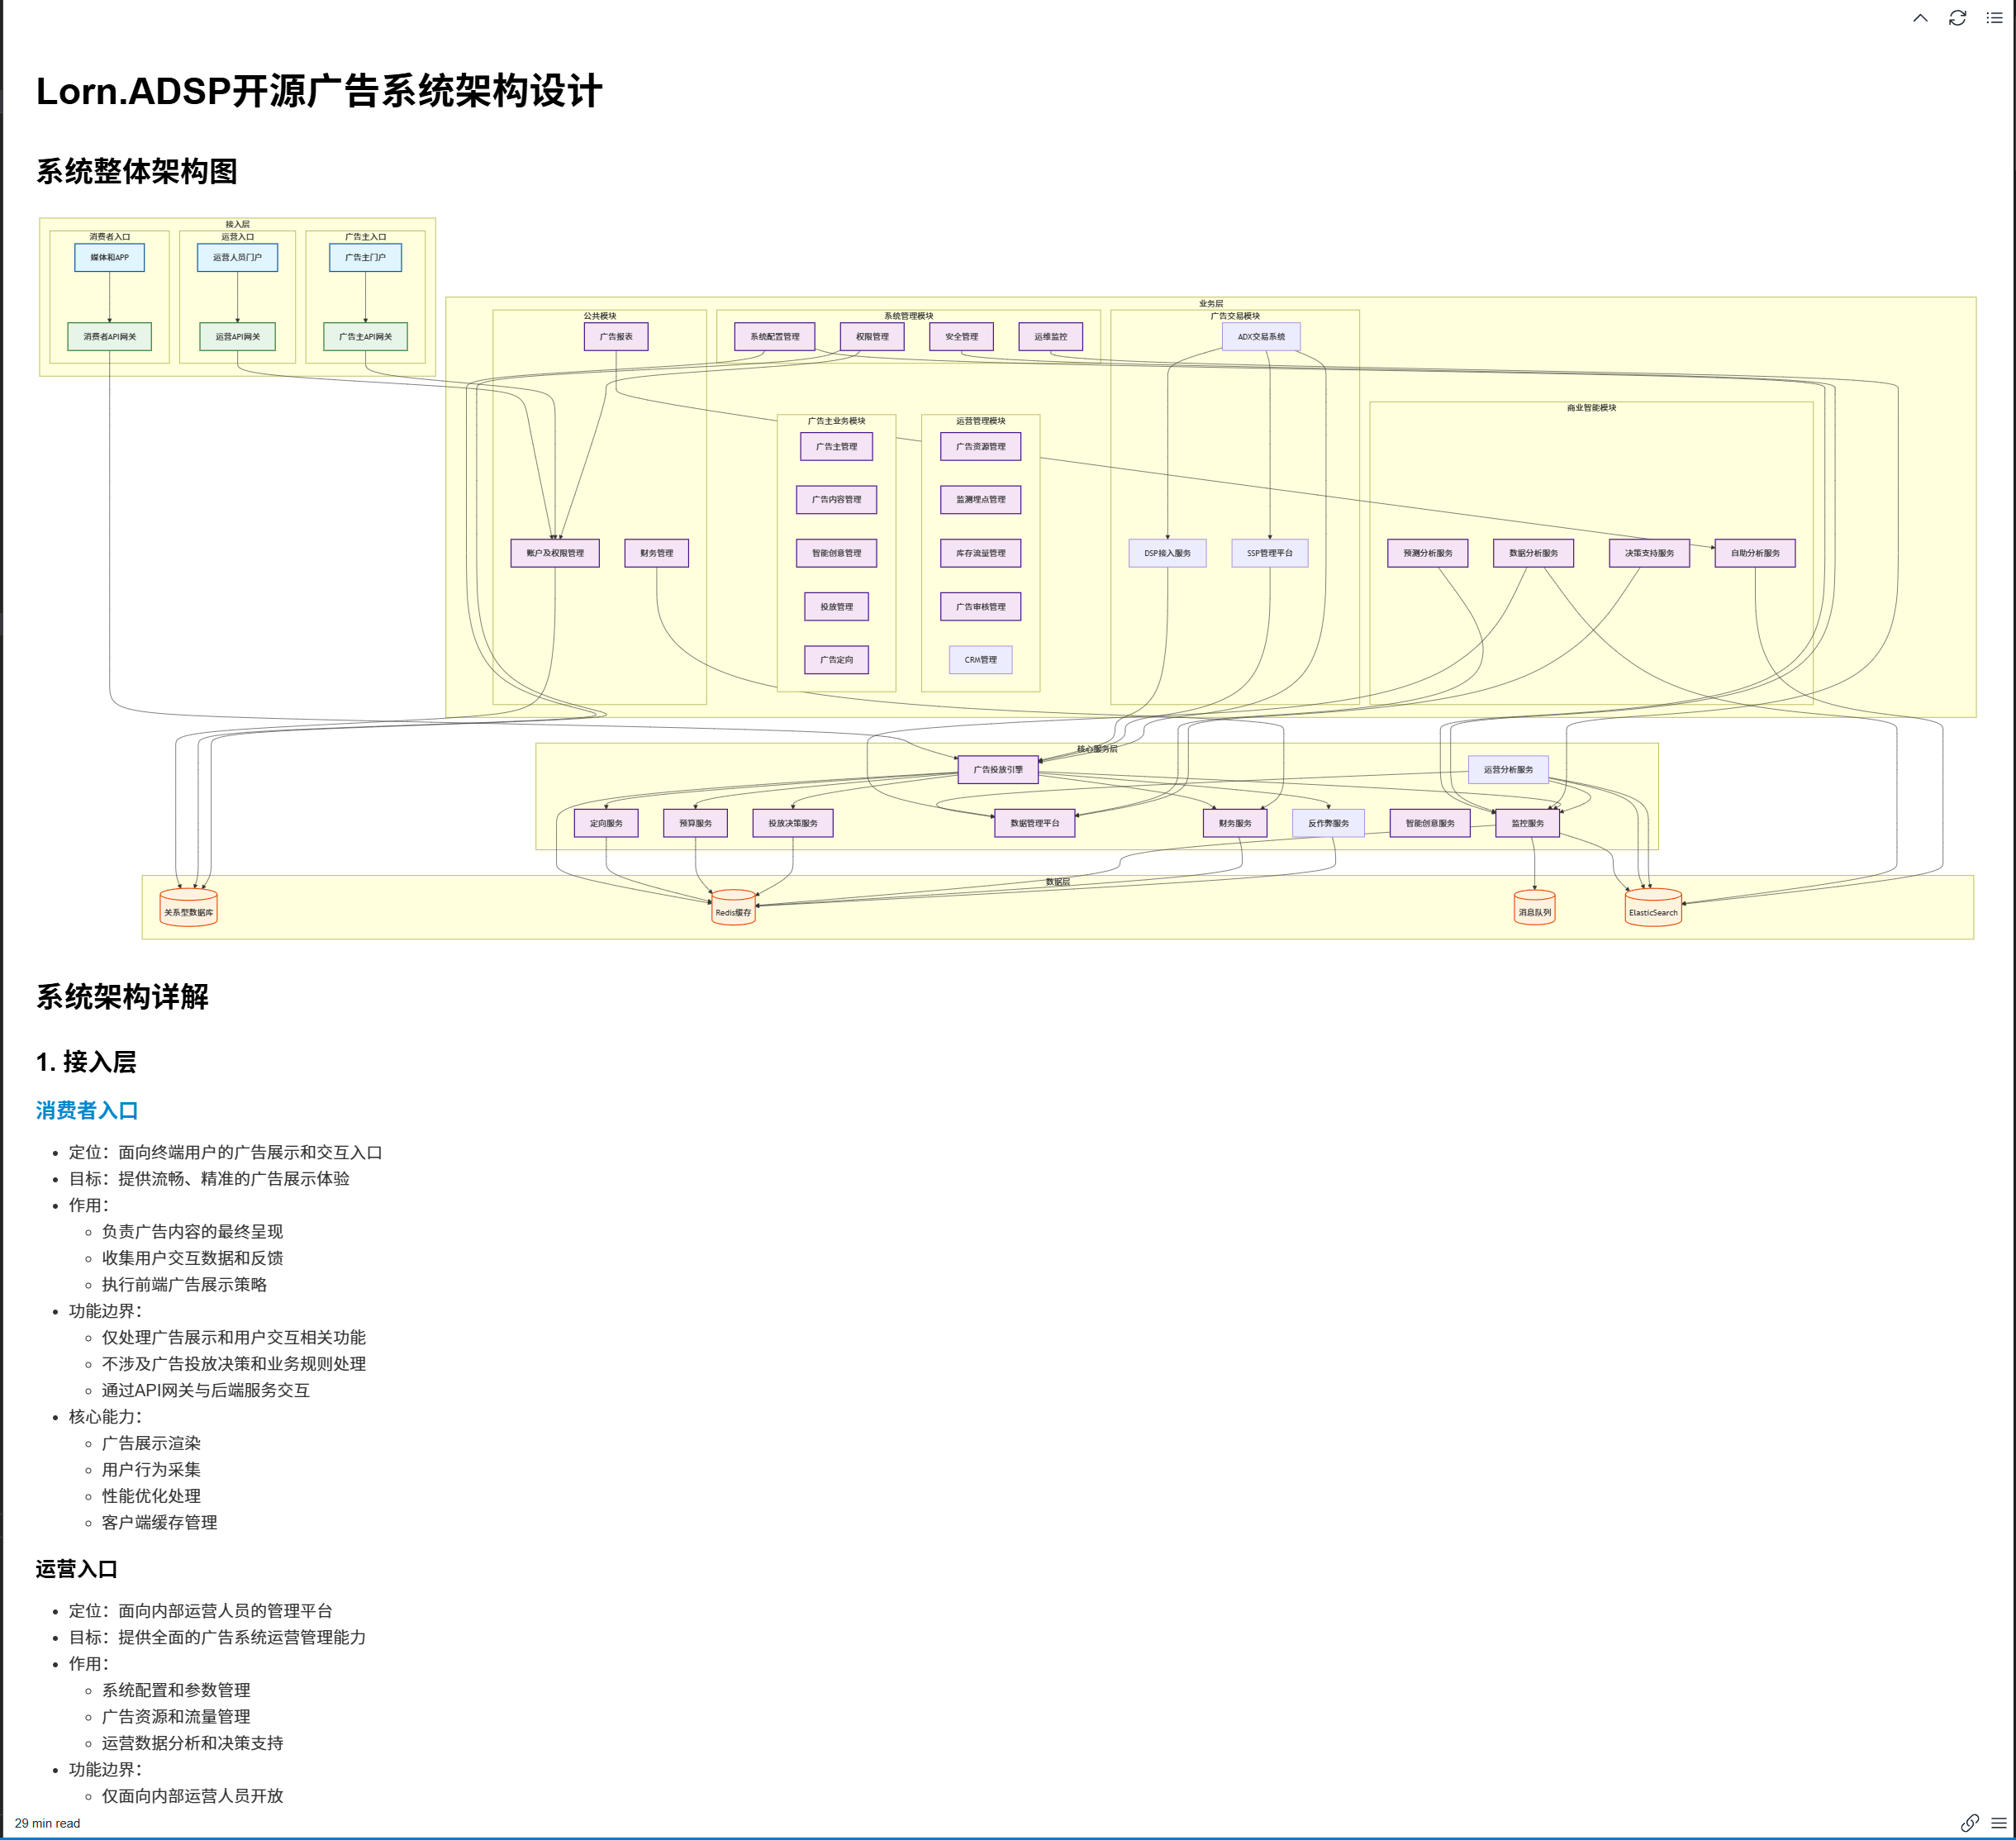 Lorn.ADSP开源广告系统架构设计
系统整体架构图
接入层
消费者入口
运营入口
广告主入口
媒体和APP
运营人员门户
广告主门户
消费者API网关
运营API网关
广告主API网关
业务层
公共模块
系统管理模块
广告交易模块
广告报表
系统配置管理
权限管理
安全管理
运维监控
ADX交易系统
商业智能模块
广告主业务模块
运营管理模块
广告主管理
广告资源管理
广告内容管理
监测埋点管理
账户及权限管理
财务管理
智能创意管理
库存流量管理
DSP接入服务
SSP管理平台
预测分析服务
数据分析服务
决策支持服务
自助分析服务
投放管理
广告审核管理
广告定向
CRM管理
核心服务层
广告投放引擎
运营分析服务
定向服务
预算服务
投放决策服务
数据管理平台
财务服务
反作弊服务
智能创意服务
监控服务
数据层
关系型数据库
Redis缓存
消息队列
ElasticSearch
系统架构详解
1. 接入层
消费者入口
定位：面向终端用户的广告展示和交互入口
目标：提供流畅、精准的广告展示体验
作用：
负责广告内容的最终呈现
收集用户交互数据和反馈
执行前端广告展示策略
功能边界：
仅处理广告展示和用户交互相关功能
不涉及广告投放决策和业务规则处理
通过API网关与后端服务交互
核心能力：
广告展示渲染
用户行为采集
性能优化处理
客户端缓存管理
运营入口
定位：面向内部运营人员的管理平台
目标：提供全面的广告系统运营管理能力
作用：
系统配置和参数管理
广告资源和流量管理
运营数据分析和决策支持
功能边界：
仅面向内部运营人员开放
29 min read